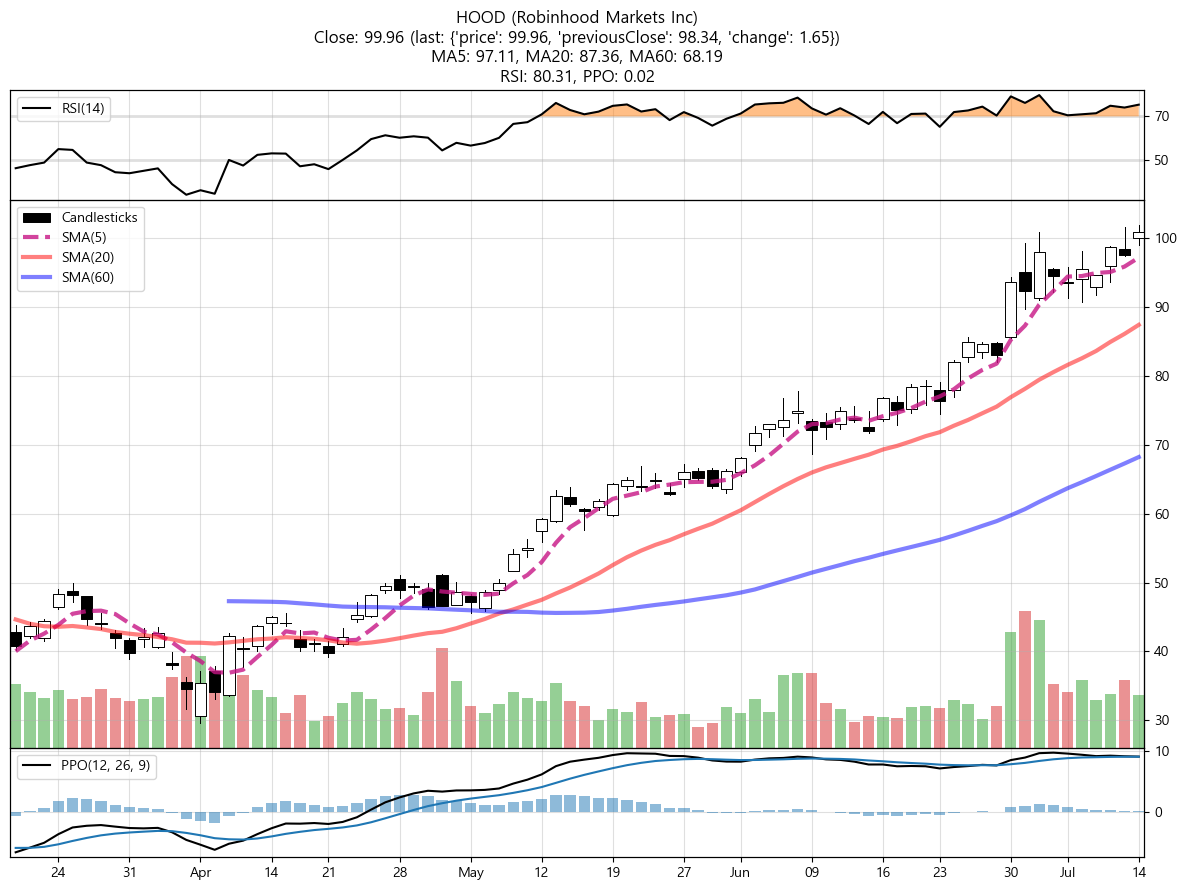 HOOD (Robinhood Markets Inc)
Close: 99.96 (last: {'price': 99.96, 'previousClose': 98.34, 'change': 1.65})
MA5: 97.11, MA20: 87.36, MA60: 68.19
RSI: 80.31, PPO: 0.02
RSI(14)
70
50
Candlesticks
SMA(5)
SMA(20)
SMA(60)
100
90
80
70
60
50
40
30
PPO(12, 26, 9)
10
0
24 31 Apr 14 21 28 May 12 19 27 Jun 09 16 23 30 Jul 14